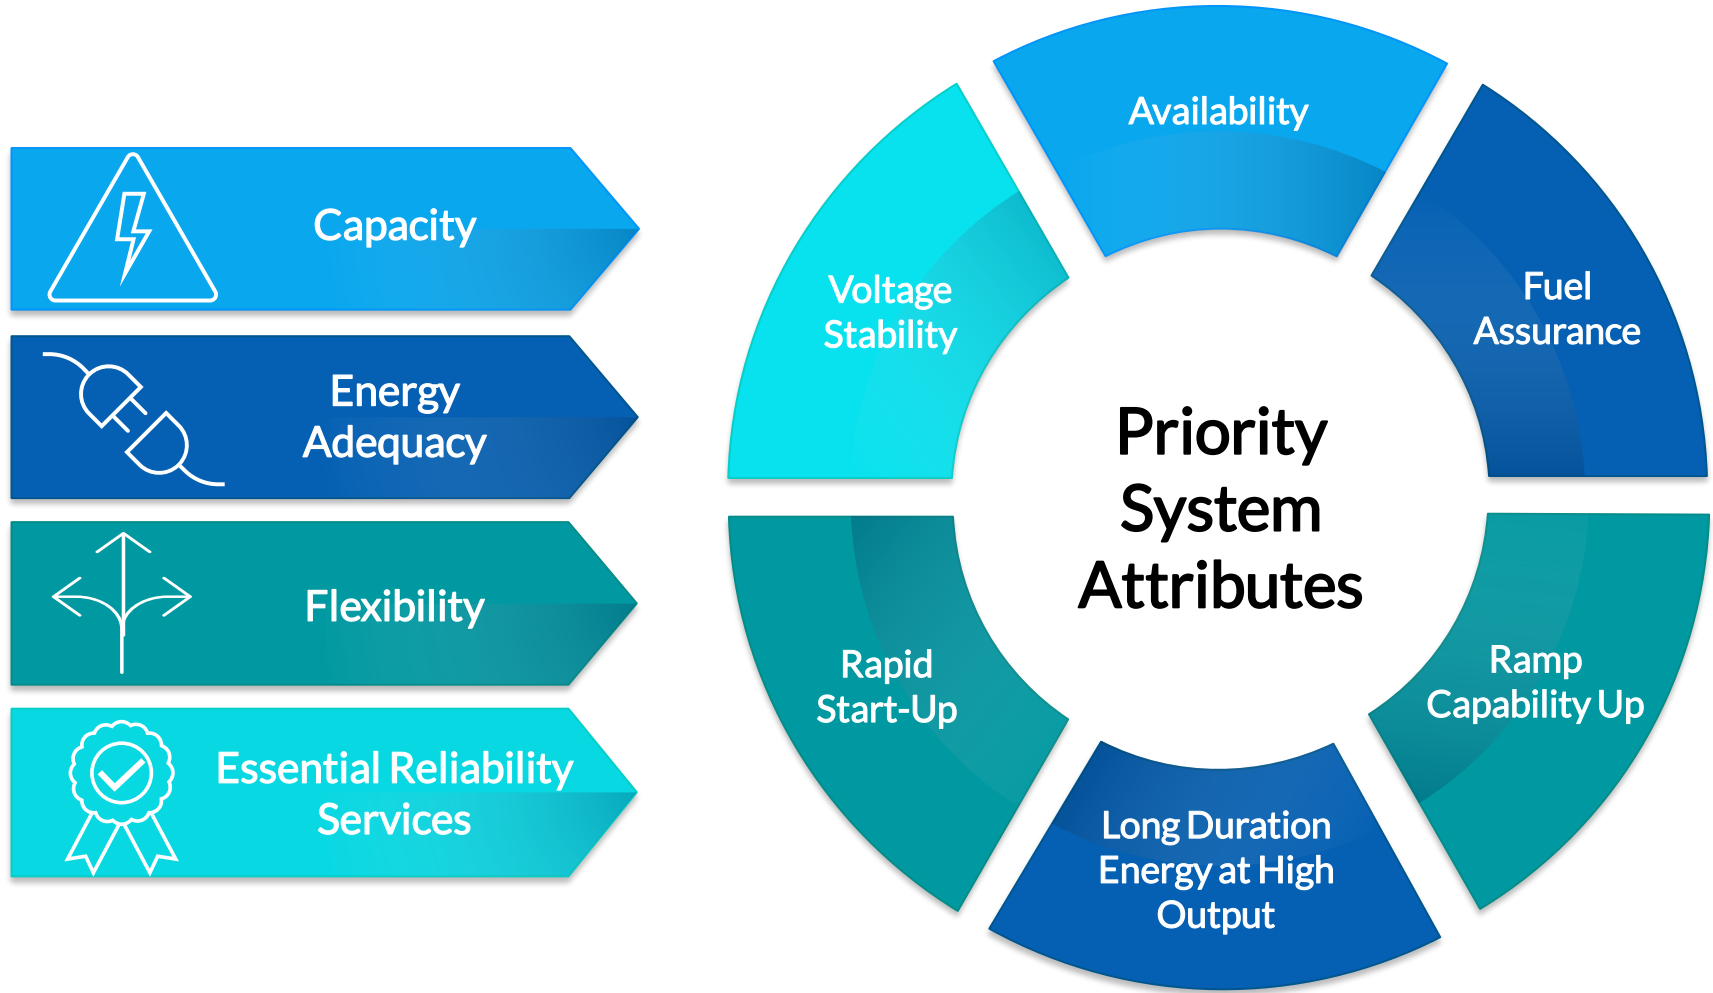 Capacity
Energy
Adequacy
Flexibility
Essential Reliability
Services
Availability
Fuel
Assurance
Ramp
Capability Up
Long Duration
Energy at High
Output
Rapid
Start-Up
Voltage
Stability
Priority
System
Attributes